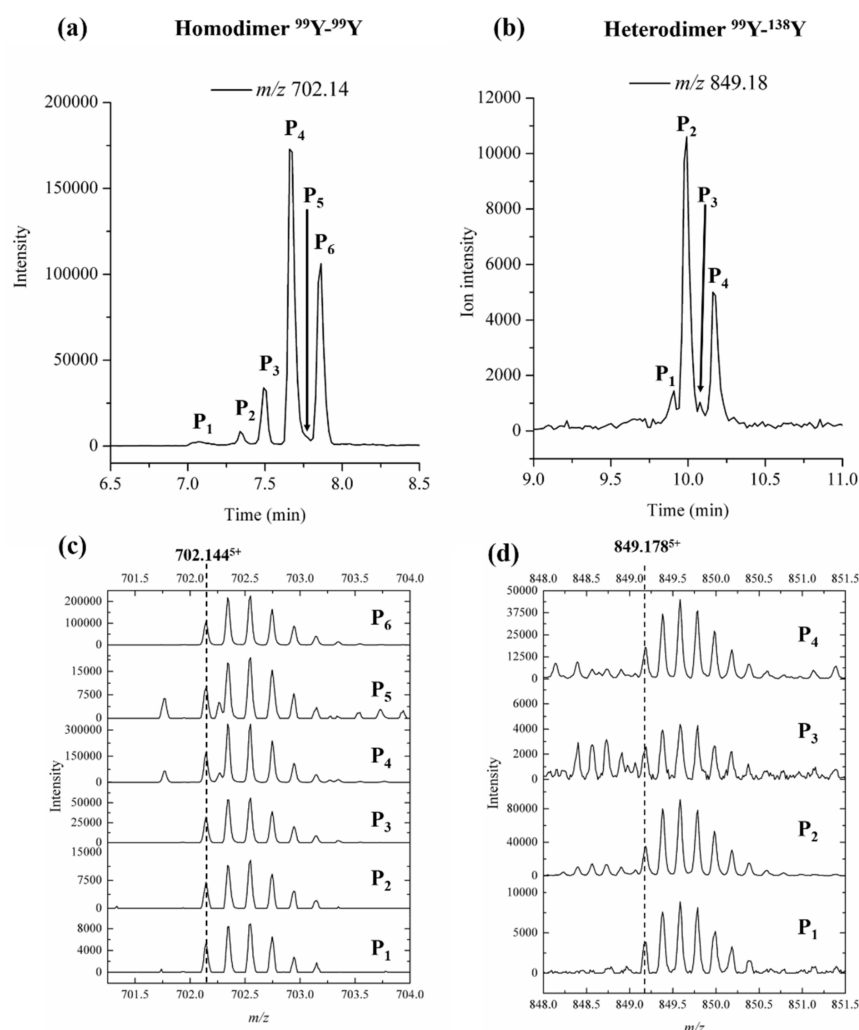 (a) Homodimer ⁹⁹Y-⁹⁹Y
m/z 702.14
200000
150000
100000
50000
0
Intensity
P₁
P₂
P₃
P₄
P₅
P₆
6.5 7.0 7.5 8.0 8.5
Time (min)
(b) Heterodimer ⁹⁹Y-¹³⁸Y
m/z 849.18
12000
10000
8000
6000
4000
2000
0
Ion intensity
P₁
P₂
P₃
P₄
9.0 9.5 10.0 10.5 11.0
Time (min)
(c) 702.144⁵⁺
701.5 702.0 702.5 703.0 703.5 704.0
200000
100000
0
P₆
15000
7500
0
P₅
300000
150000
0
P₄
50000
25000
0
P₃
15000
7500
0
P₂
8000
4000
0
P₁
Intensity
701.5 702.0 702.5 703.0 703.5 704.0
m/z
(d) 849.178⁵⁺
848.0 848.5 849.0 849.5 850.0 850.5 851.0 851.5
50000
37500
25000
12500
0
P₄
6000
4000
2000
0
P₃
80000
40000
0
P₂
10000
5000
0
P₁
Intensity
848.0 848.5 849.0 849.5 850.0 850.5 851.0 851.5
m/z